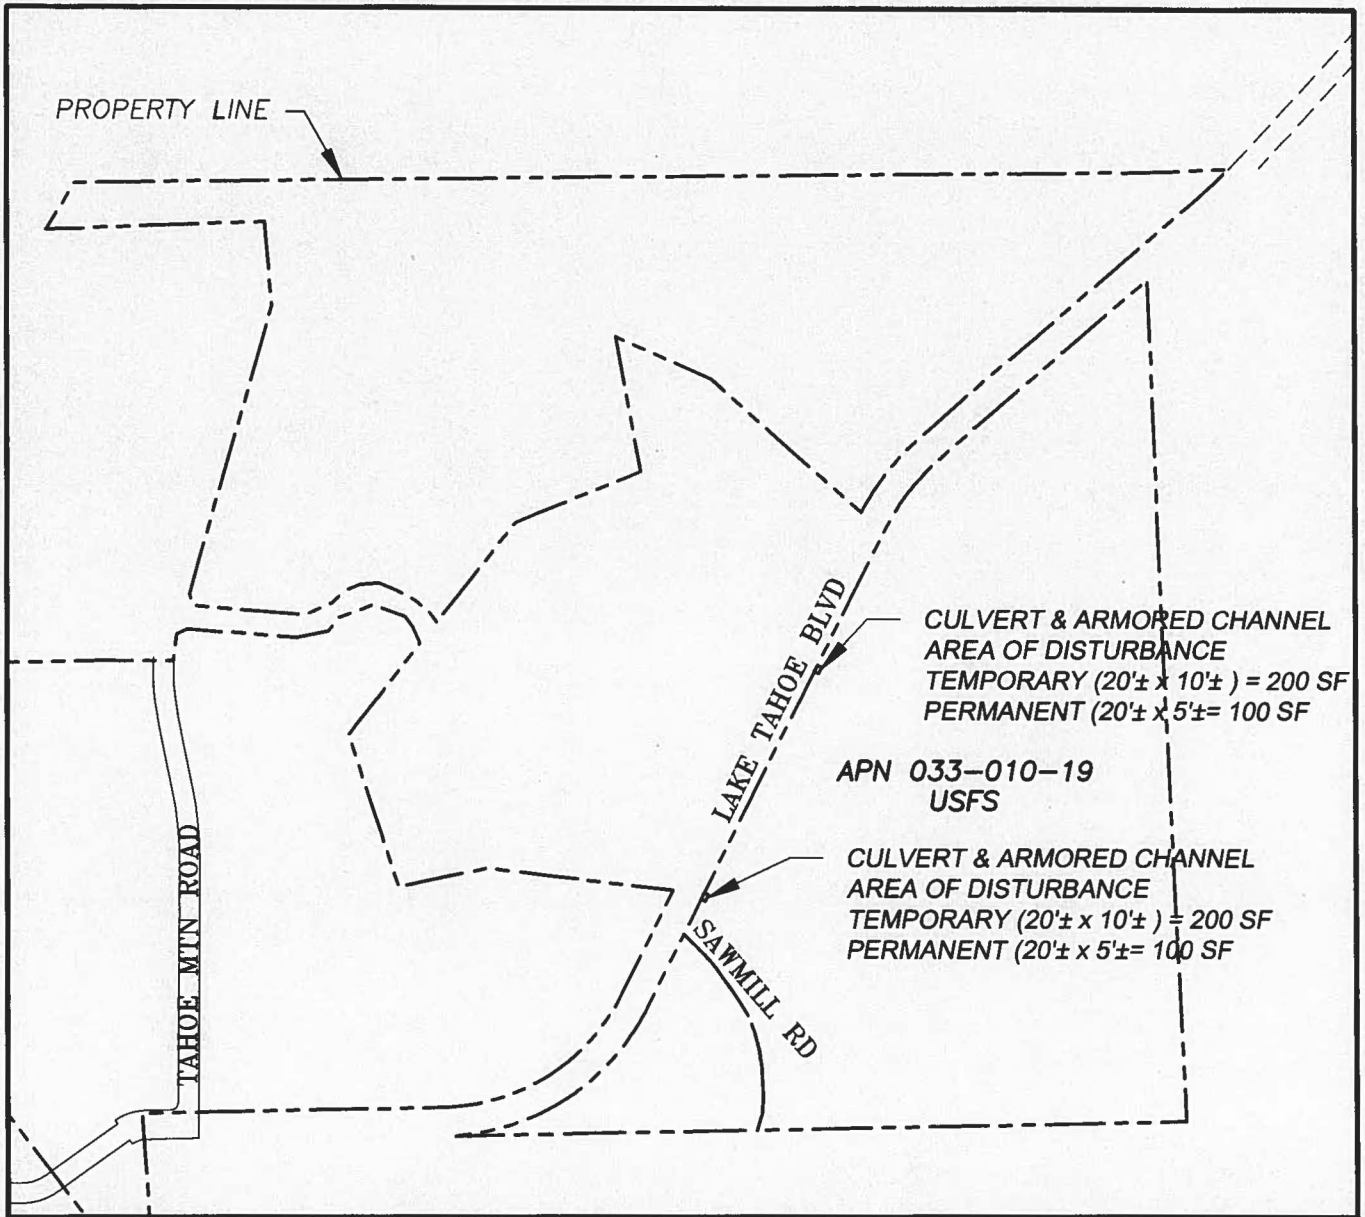 PROPERTY LINE
LAKE TAHOE BLVD
CULVERT & ARMORED CHANNEL
AREA OF DISTURBANCE
TEMPORARY (20'± x 10'± ) = 200 SF
PERMANENT (20'± x 5'±= 100 SF
APN 033-010-19
USFS
CULVERT & ARMORED CHANNEL
AREA OF DISTURBANCE
TEMPORARY (20'± x 10'± ) = 200 SF
PERMANENT (20'± x 5'±= 100 SF
TAHOE MTN ROAD
SAWMILL RD